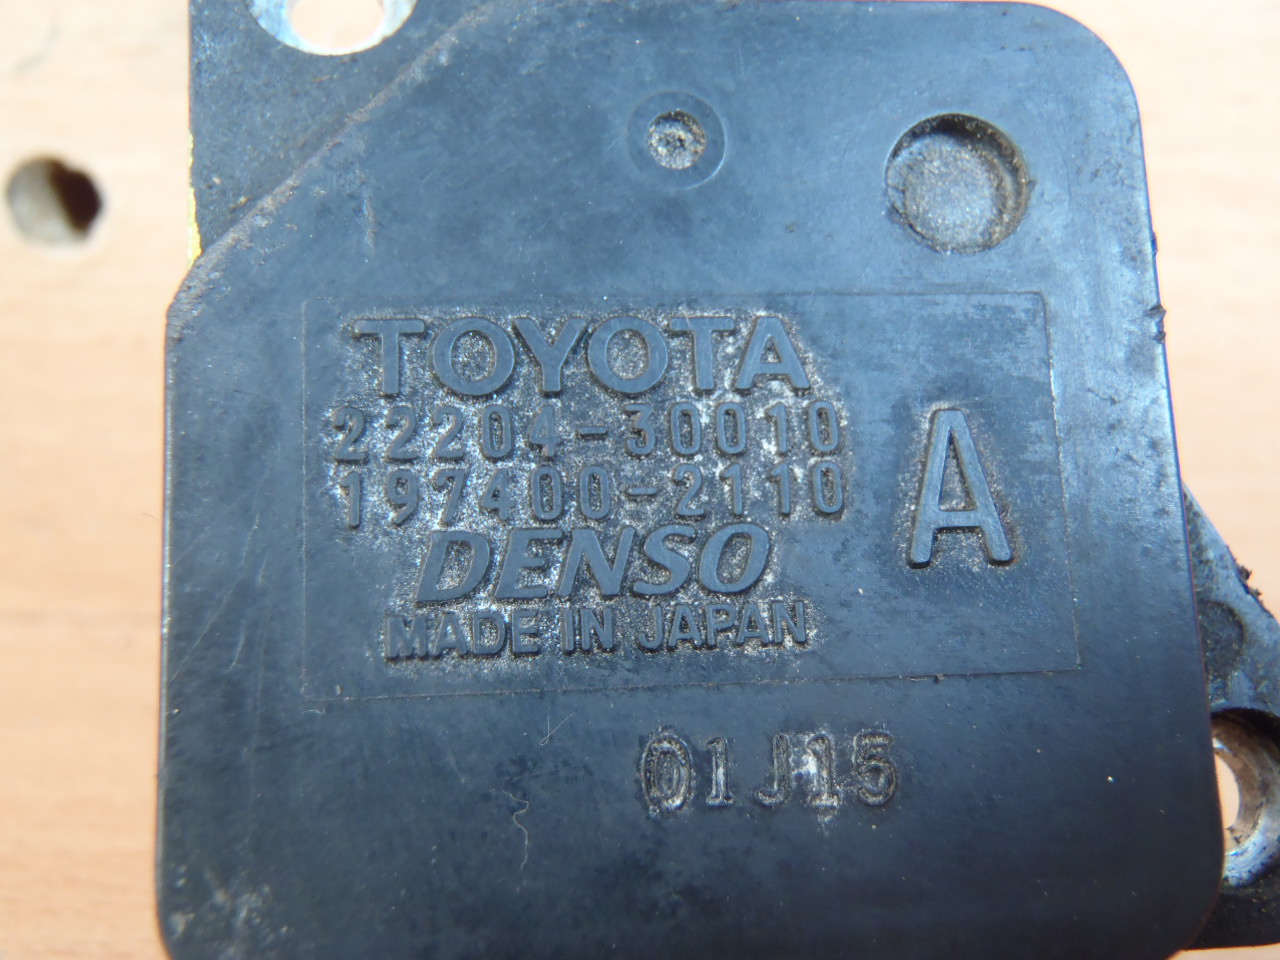 TOYOTA
22204-30010
197400-2110
A
DENSO
MADE IN JAPAN
01J15